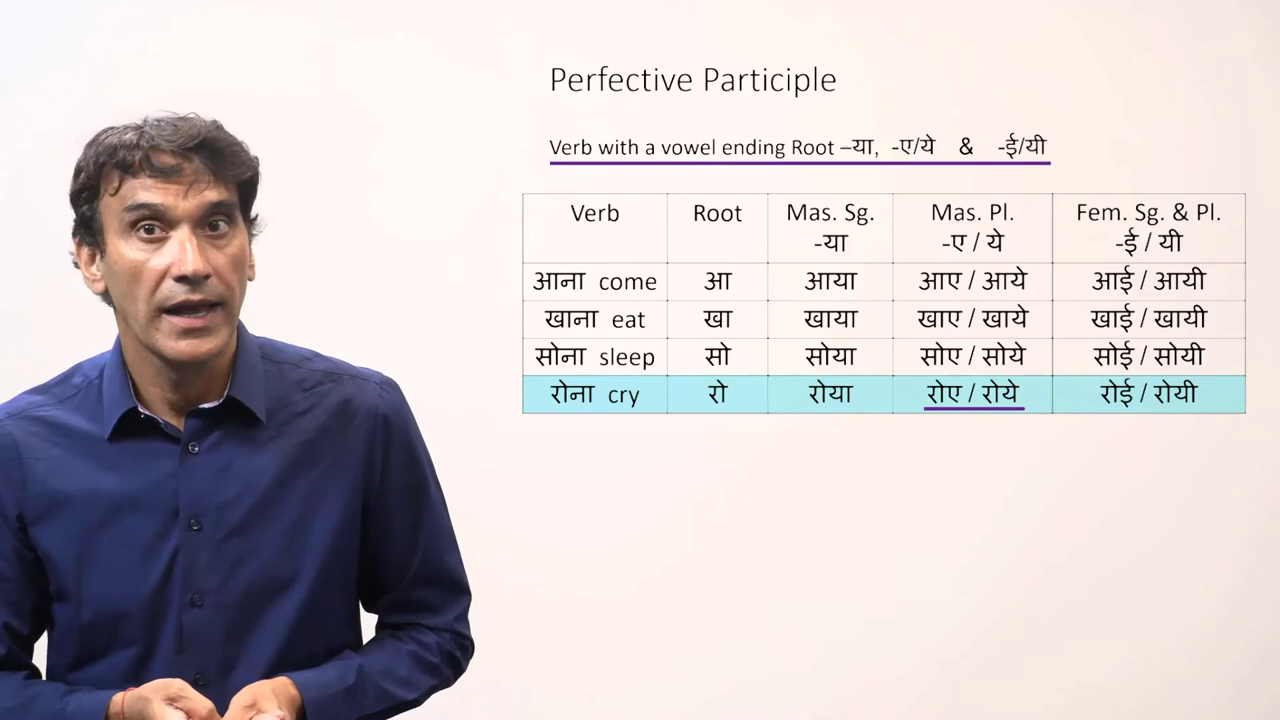 Perfective Participle
Verb with a vowel ending Root –या, -ए/ये & -ई/यी
Verb Root Mas. Sg. Mas. Pl. Fem. Sg. & Pl.
-या -ए / ये -ई / यी
आना come आ आया आए / आये आई / आयी
खाना eat खा खाया खाए / खाये खाई / खायी
सोना sleep सो सोया सोए / सोये सोई / सोयी
रोना cry रो रोया रोए / रोये रोई / रोयी